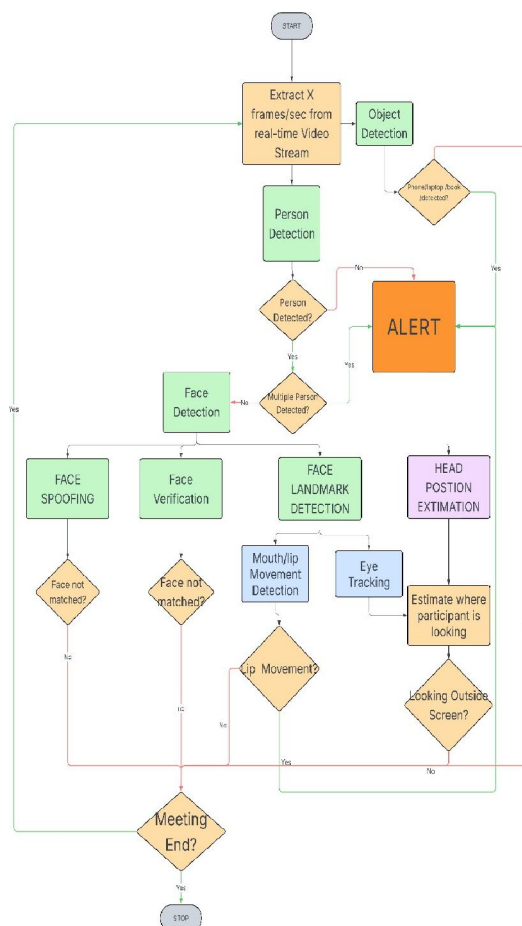 START
Extract X
frames/sec from
real-time Video
Stream
Object
Detection
Phone/laptop /book
/detected?
Person
Detection
No
Yes
Person
Detected?
ALERT
Yes
Yes
Face
Detection
No
Multiple Person
Detected?
Yes
FACE
SPOOFING
Face
Verification
FACE
LANDMARK
DETECTION
HEAD
POSTION
EXTIMATION
Mouth/lip
Movement
Detection
Eye
Tracking
Face not
matched?
Face not
matched?
Estimate where
participant is
looking
No
Lip Movement?
Looking Outside
Screen?
no
No
Yes
No
Meeting
End?
Yes
STOP